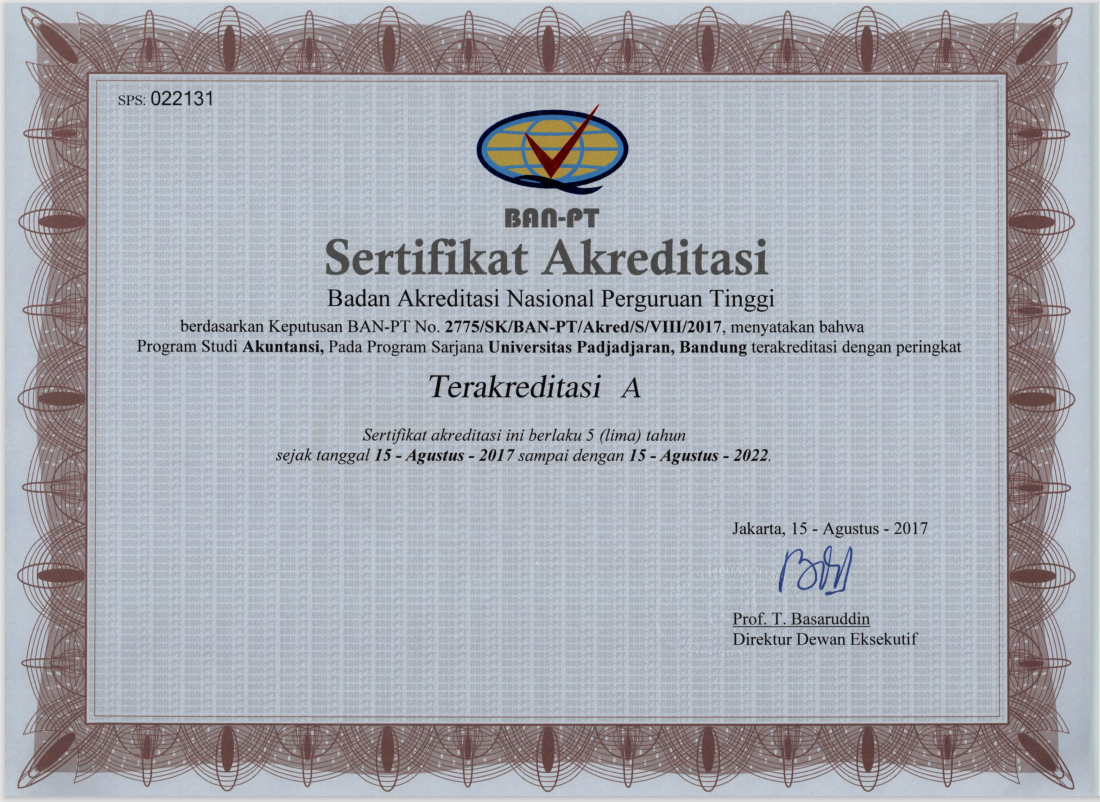 SPS: 022131
BAN-PT
Sertifikat Akreditasi
Badan Akreditasi Nasional Perguruan Tinggi
berdasarkan Keputusan BAN-PT No. 2775/SK/BAN-PT/Akred/S/VIII/2017, menyatakan bahwa
Program Studi Akuntansi, Pada Program Sarjana Universitas Padjadjaran, Bandung terakreditasi dengan peringkat
Terakreditasi A
Sertifikat akreditasi ini berlaku 5 (lima) tahun
sejak tanggal 15 - Agustus - 2017 sampai dengan 15 - Agustus - 2022.
Jakarta, 15 - Agustus - 2017
Prof. T. Basaruddin
Direktur Dewan Eksekutif